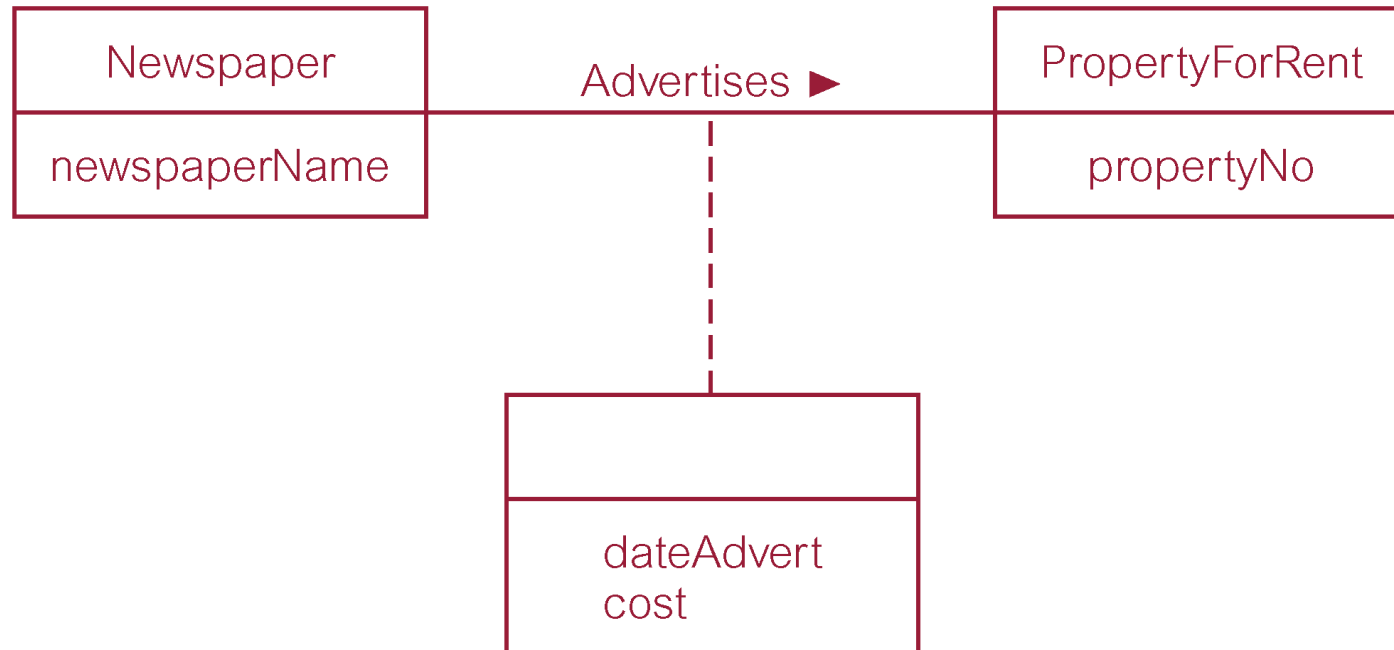 Newspaper
Advertises ►
PropertyForRent
newspaperName
propertyNo
dateAdvert
cost